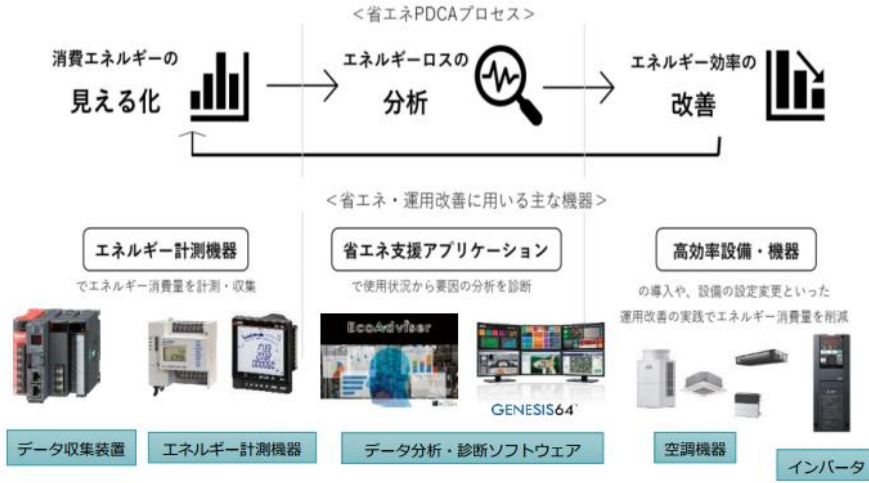 ＜省エネPDCAプロセス＞
消費エネルギーの
見える化
エネルギーロスの
分析
エネルギー効率の
改善
＜省エネ・運用改善に用いる主な機器＞
エネルギー計測機器
でエネルギー消費量を計測・収集
省エネ支援アプリケーション
で使用状況から要因の分析を診断
高効率設備・機器
の導入や、設備の設定変更といった
運用改善の実践でエネルギー消費量を削減
EcoAdviser
GENESIS64
データ収集装置
エネルギー計測機器
データ分析・診断ソフトウェア
空調機器
インバータ